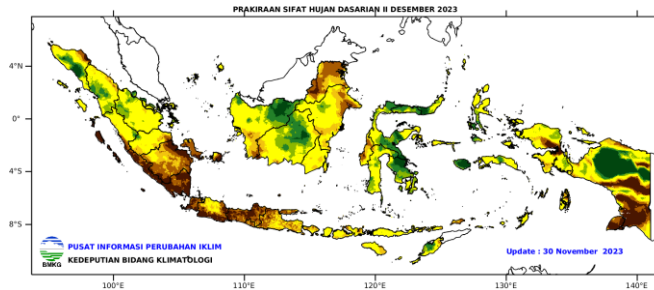 PRAKIRAAN SIFAT HUJAN DASARIAN II DESEMBER 2023
4°N
0°
4°S
8°S
PUSAT INFORMASI PERUBAHAN IKLIM
KEDEPUTIAN BIDANG KLIMATOLOGI
BMKG
Update : 30 November 2023
100°E
110°E
120°E
130°E
140°E